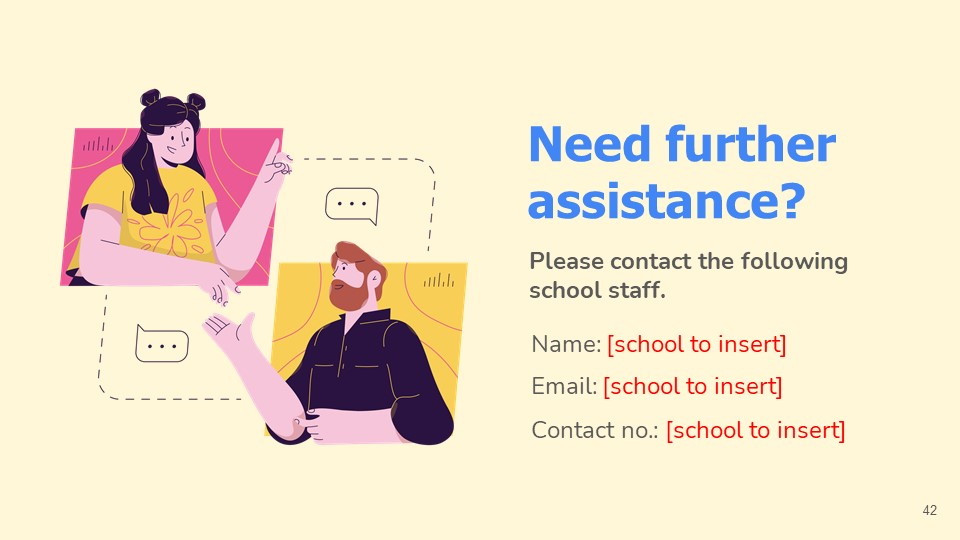 Need further
assistance?
Please contact the following
school staff.
Name: [school to insert]
Email: [school to insert]
Contact no.: [school to insert]
42